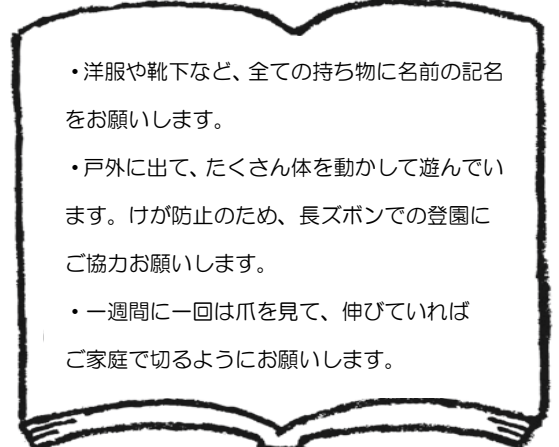 ・洋服や靴下など、全ての持ち物に名前の記名
をお願いします。
・戸外に出て、たくさん体を動かして遊んでい
ます。けが防止のため、長ズボンでの登園に
ご協力お願いします。
・一週間に一回は爪を見て、伸びていれば
ご家庭で切るようにお願いします。